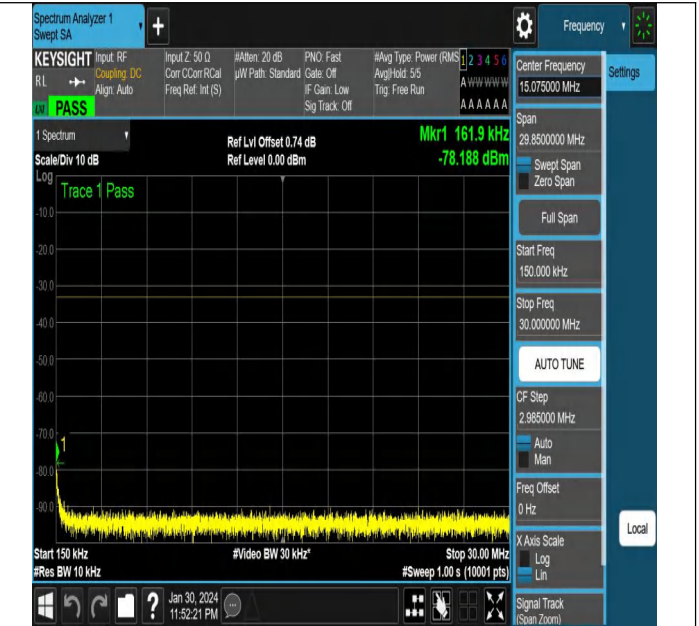 Spectrum Analyzer 1
Swept SA
+
Frequency
KEYSIGHT
RL
PASS
Input: RF
Coupling: DC
Align: Auto
Input Z: 50 Ω
Corr CCorr RCal
Freq Ref: Int (S)
#Atten: 20 dB
µW Path: Standard
PNO: Fast
Gate: Off
IF Gain: Low
Sig Track: Off
#Avg Type: Power (RMS
Avg|Hold: 5/5
Trig: Free Run
1 2 3 4 5 6
A W W W W W
A A A A A A
1 Spectrum
Scale/Div 10 dB
Ref Lvl Offset 0.74 dB
Ref Level 0.00 dBm
Mkr1 161.9 kHz
-78.188 dBm
Log
Trace 1 Pass
-10.0
-20.0
-30.0
-40.0
-50.0
-60.0
-70.0
-80.0
-90.0
1
Start 150 kHz
#Res BW 10 kHz
#Video BW 30 kHz*
Stop 30.00 MHz
#Sweep 1.00 s (10001 pts)
Jan 30, 2024
11:52:21 PM
?
Center Frequency
15.075000 MHz
Settings
Span
29.8500000 MHz
Swept Span
Zero Span
Full Span
Start Freq
150.000 kHz
Stop Freq
30.000000 MHz
AUTO TUNE
CF Step
2.985000 MHz
Auto
Man
Freq Offset
0 Hz
X Axis Scale
Log
Lin
Local
Signal Track
(Span Zoom)